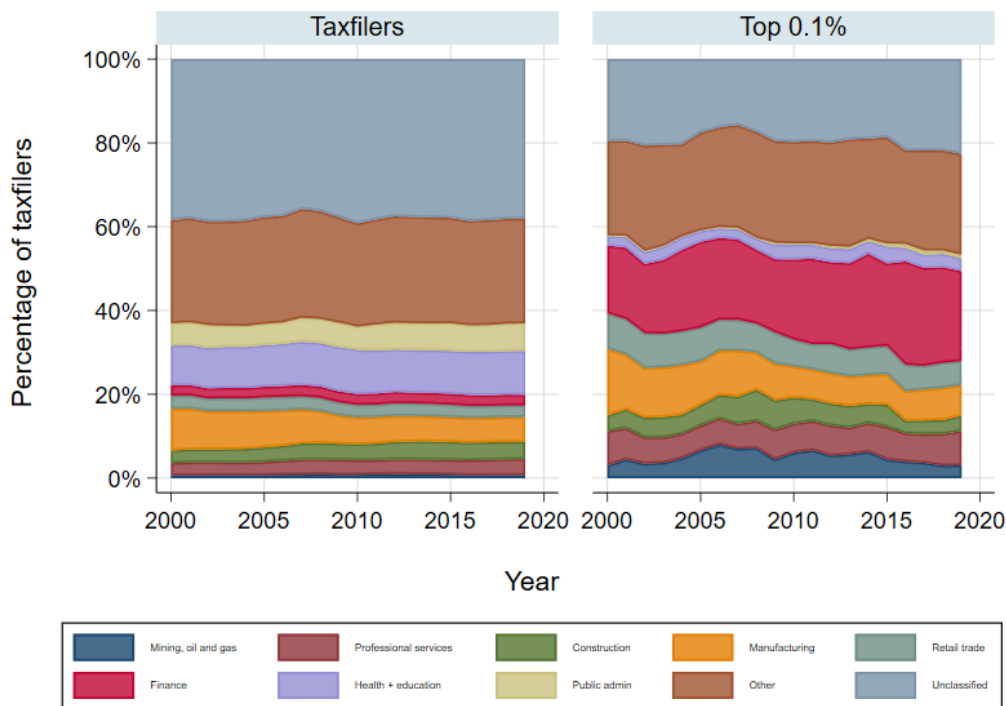 Taxfilers
Top 0.1%
Percentage of taxfilers
100%
80%
60%
40%
20%
0%
2000 2005 2010 2015 2020
2000 2005 2010 2015 2020
Year
Mining, oil and gas Professional services Construction Manufacturing Retail trade
Finance Health + education Public admin Other Unclassified